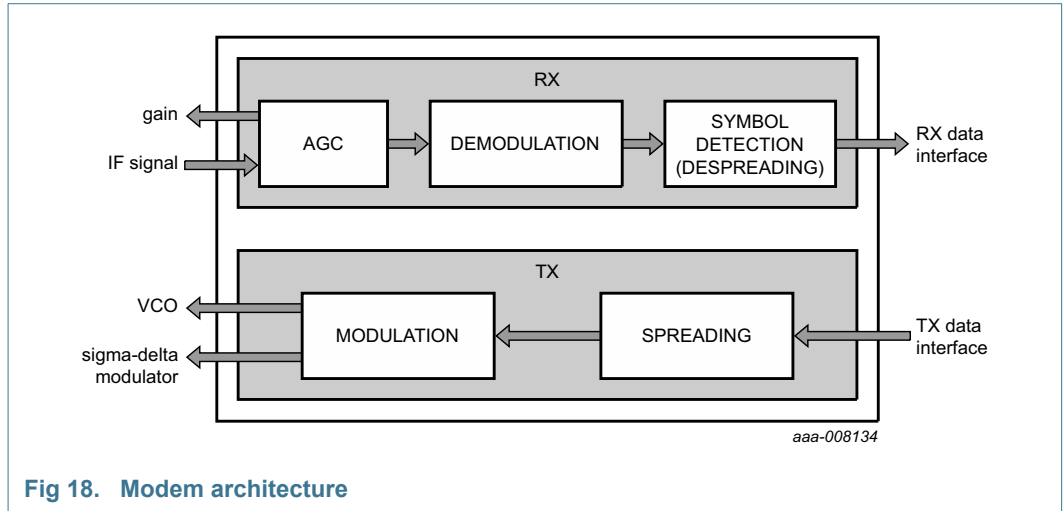 RX
gain
IF signal
AGC
DEMODULATION
SYMBOL
DETECTION
(DESPREADING)
RX data
interface
TX
VCO
sigma-delta
modulator
MODULATION
SPREADING
TX data
interface
aaa-008134
Fig 18. Modem architecture